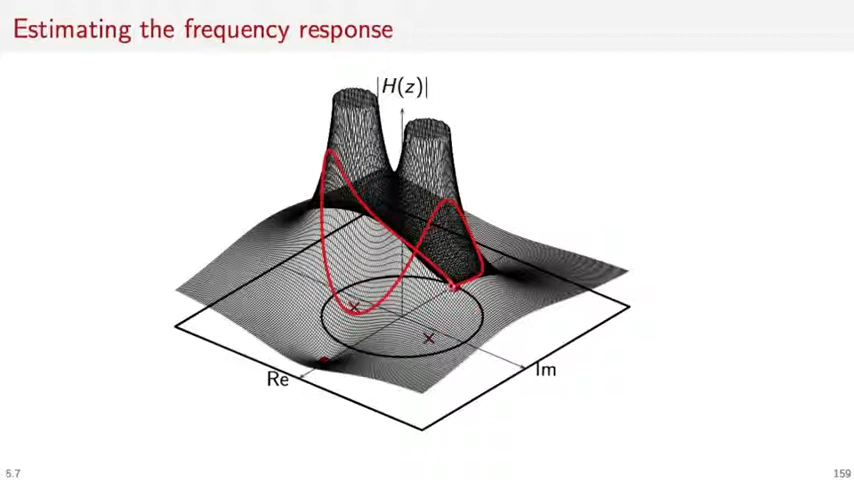 Estimating the frequency response
|H(z)|
Re
Im
5.7
159